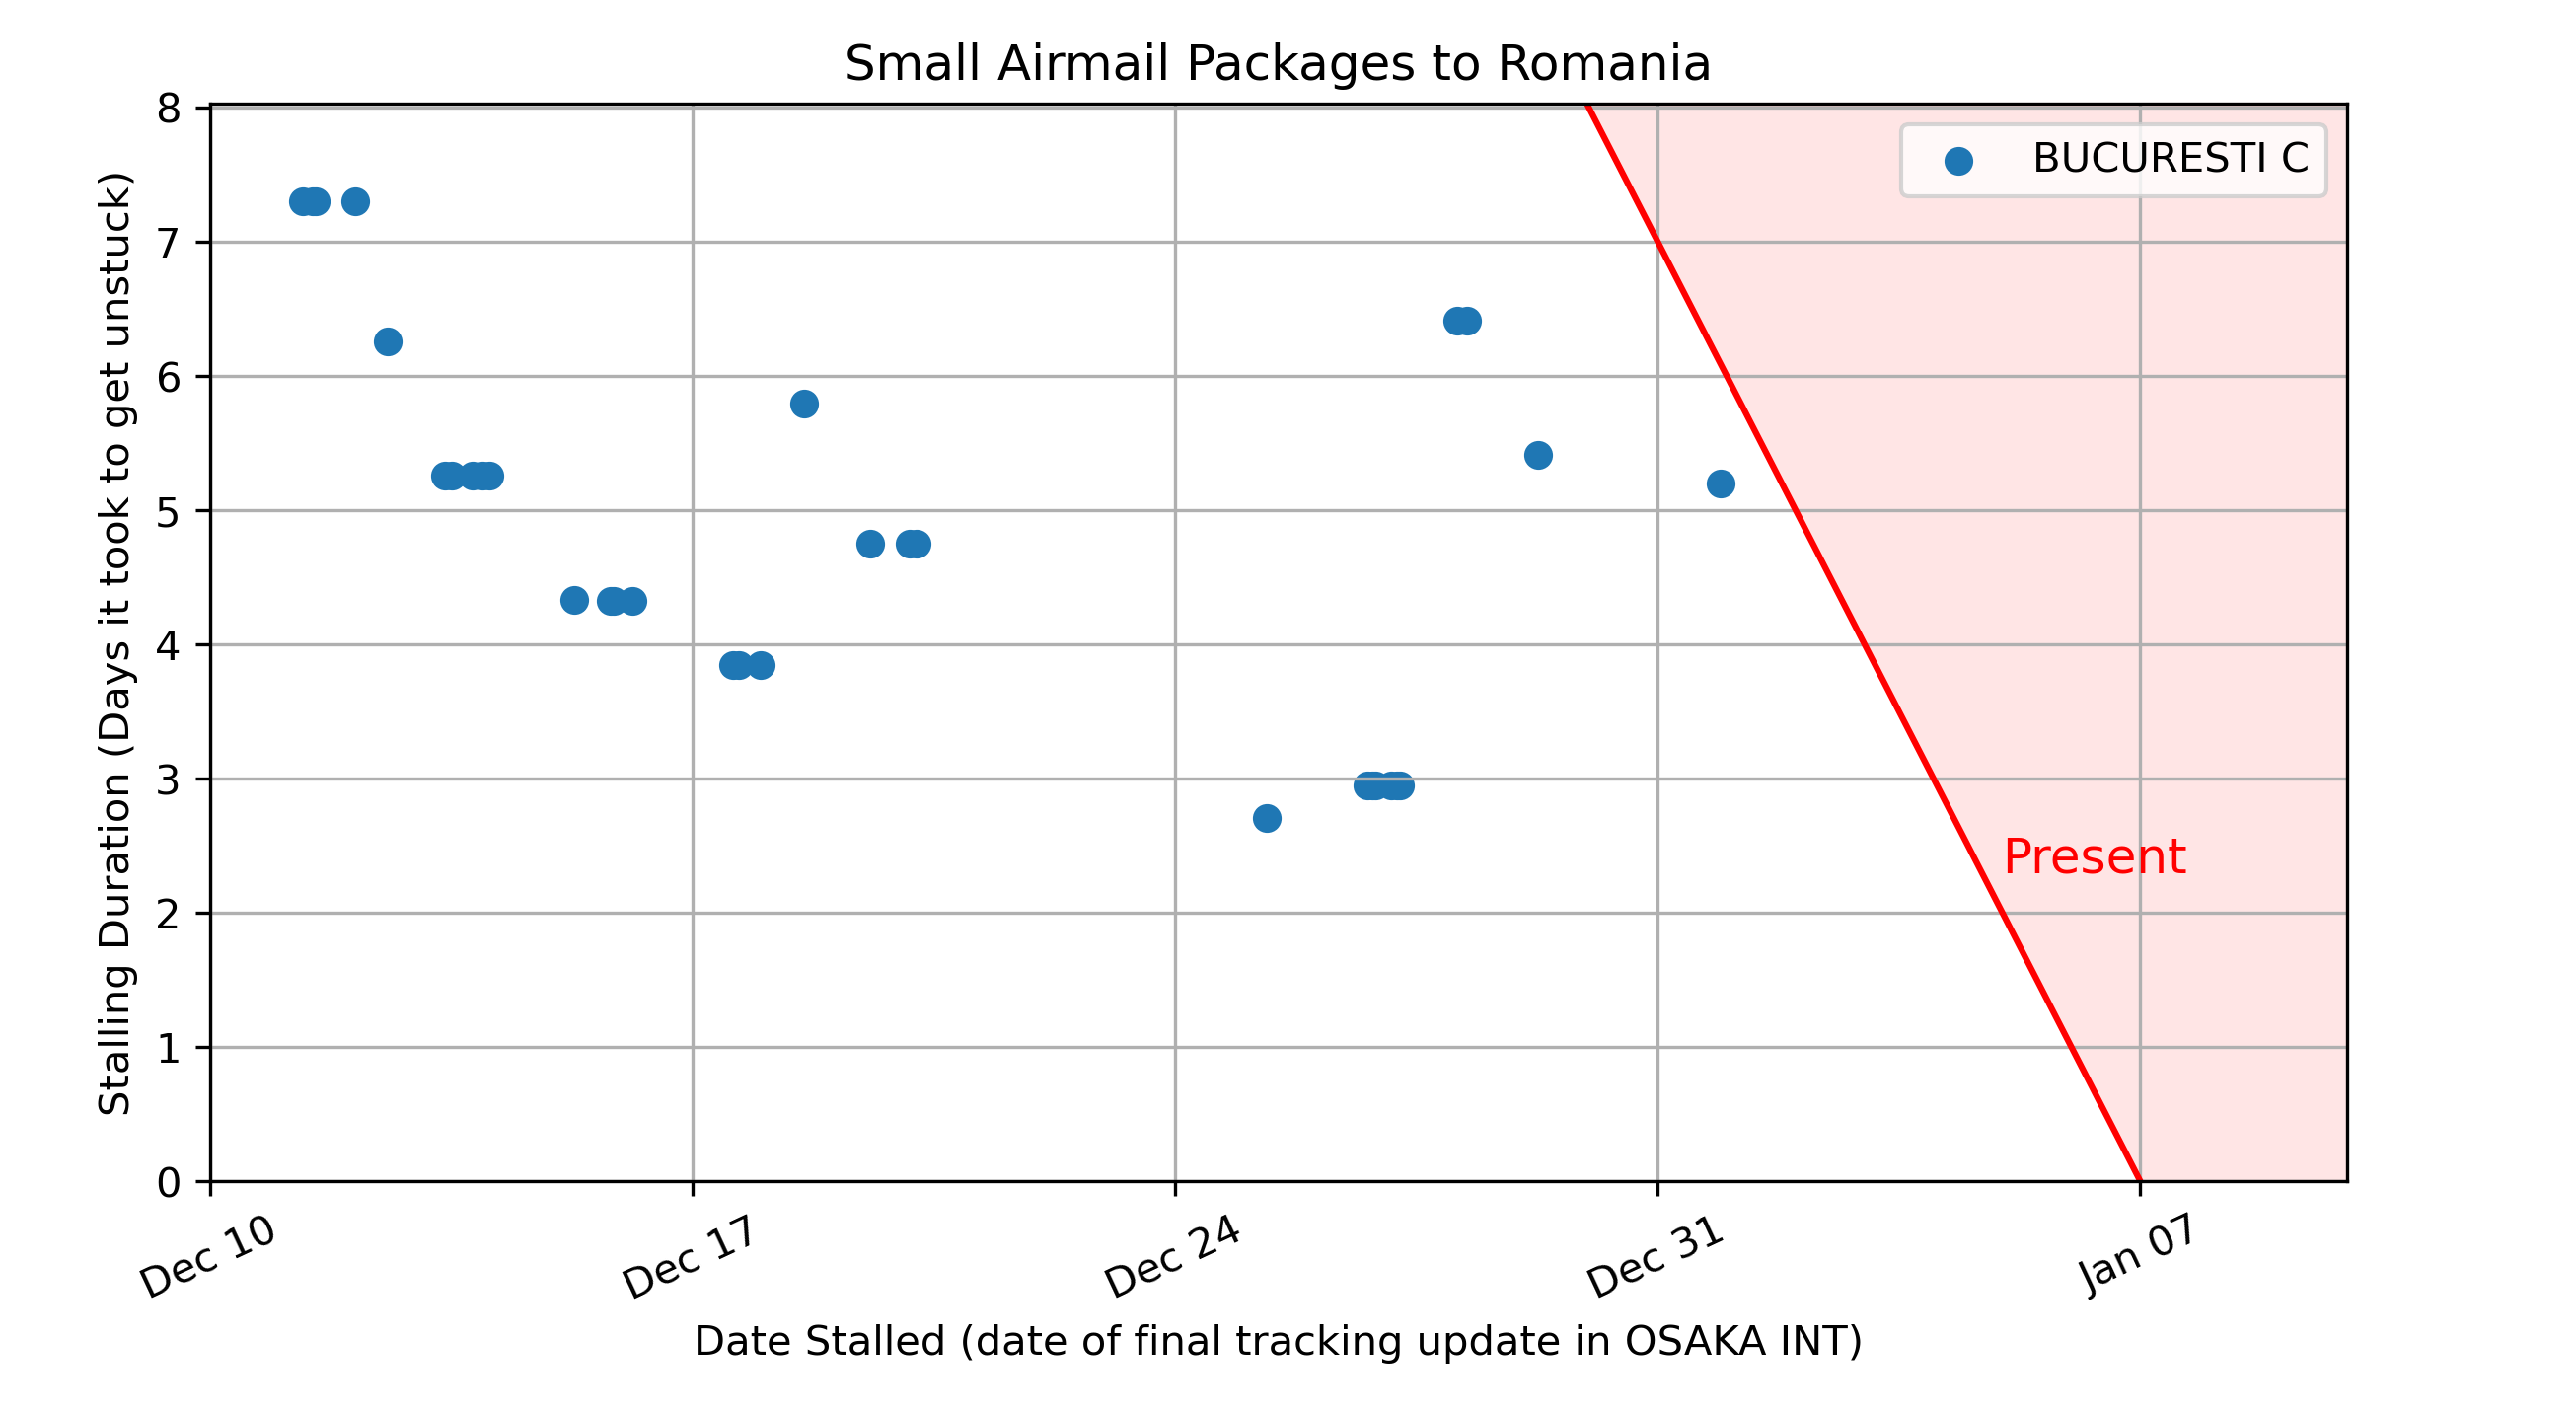 Small Airmail Packages to Romania
BUCURESTI C
Stalling Duration (Days it took to get unstuck)
8
7
6
5
4
3
2
1
0
Present
Dec 10
Dec 17
Dec 24
Dec 31
Jan 07
Date Stalled (date of final tracking update in OSAKA INT)